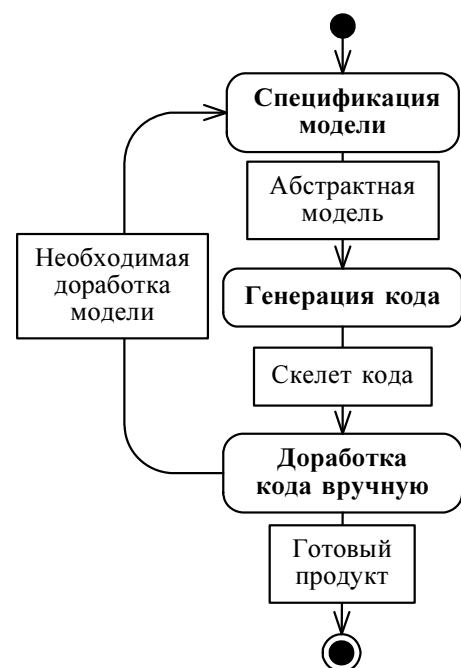 Спецификация
модели
Абстрактная
модель
Необходимая
доработка
модели
Генерация кода
Скелет кода
Доработка
кода вручную
Готовый
продукт